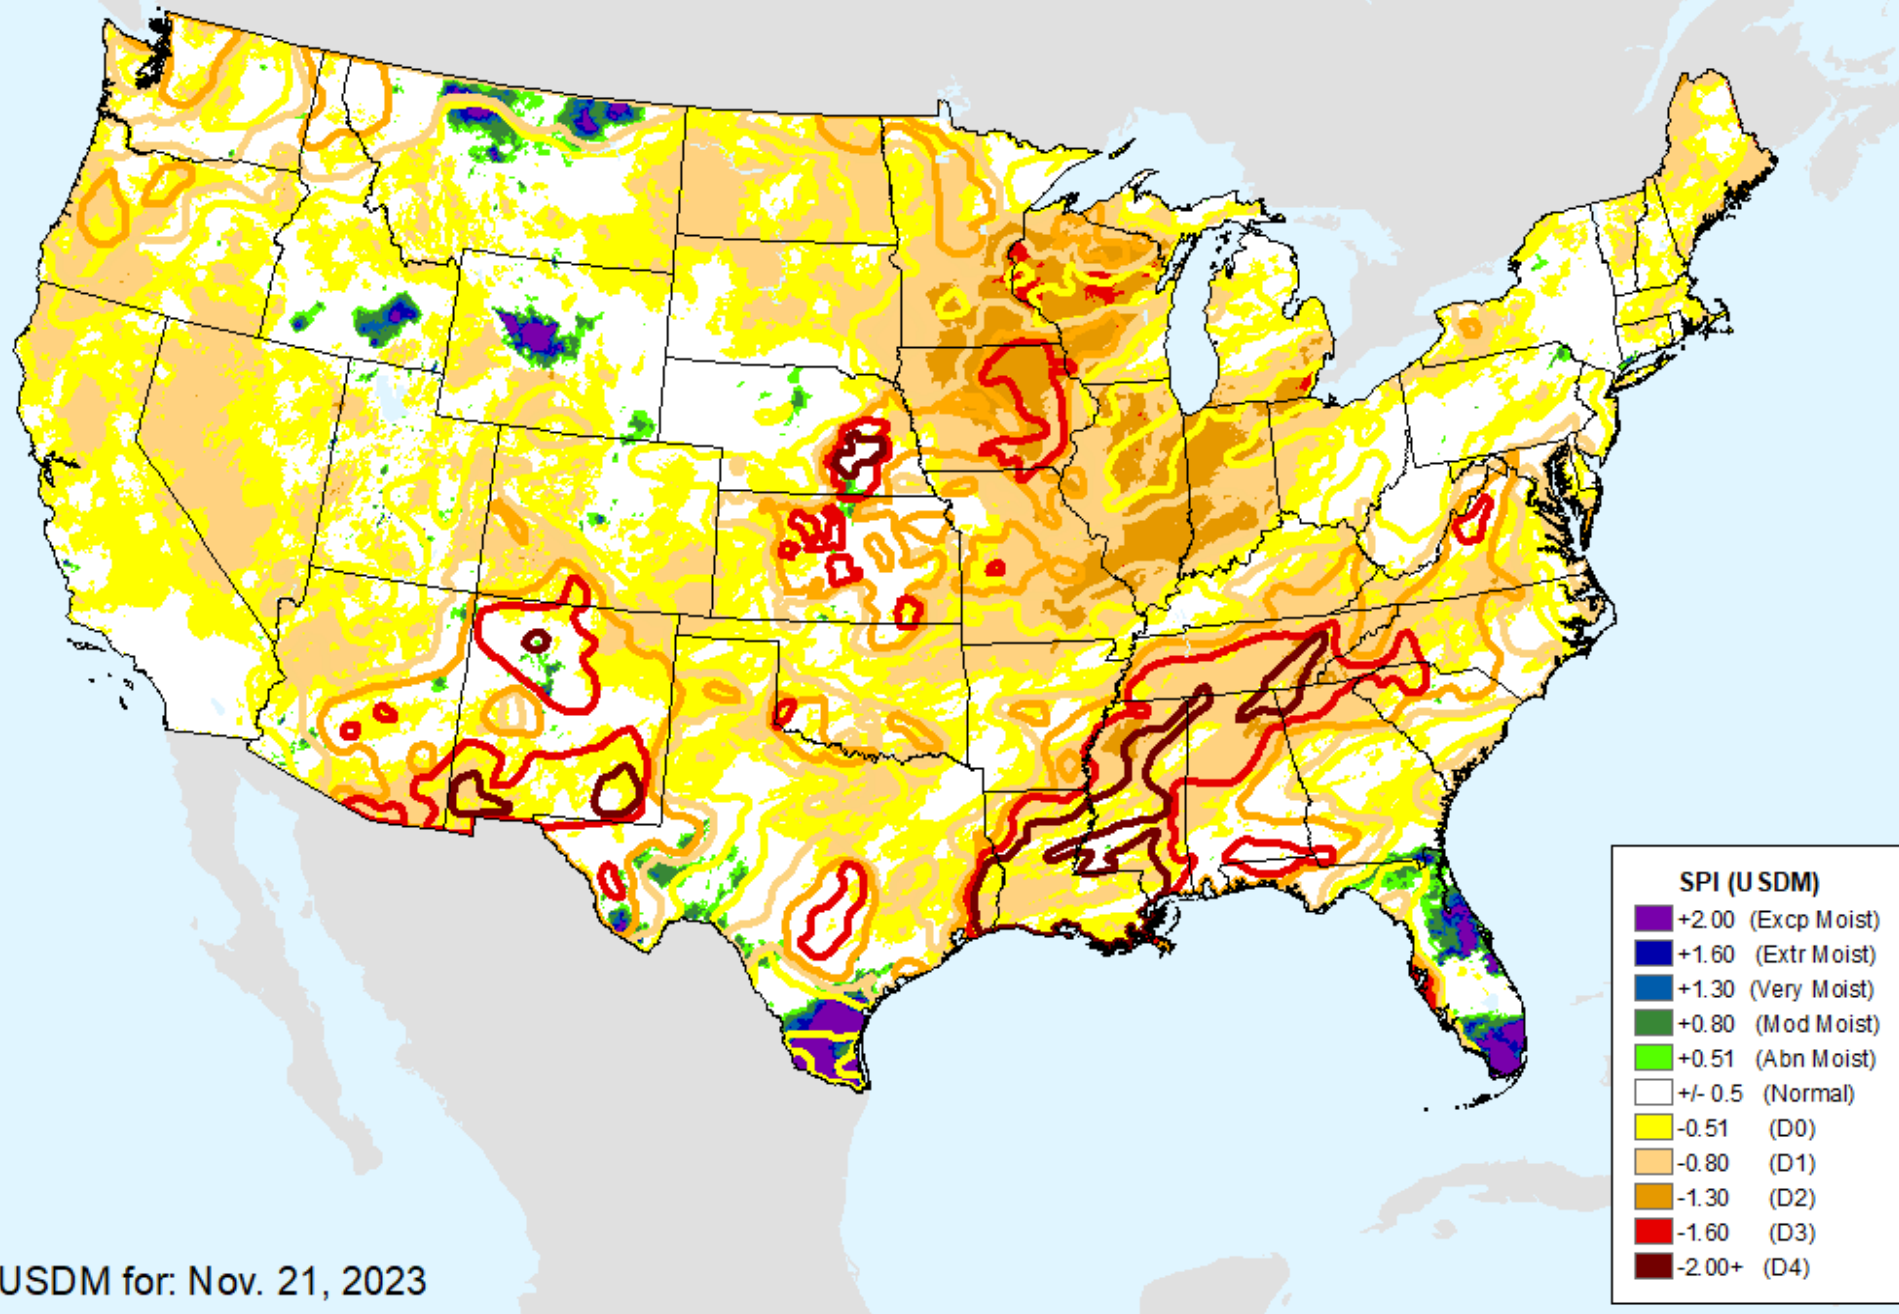 SPI (USDM)
+2.00 (Excp Moist)
+1.60 (Extr Moist)
+1.30 (Very Moist)
+0.80 (Mod Moist)
+0.51 (Abn Moist)
+/- 0.5 (Normal)
-0.51 (D0)
-0.80 (D1)
-1.30 (D2)
-1.60 (D3)
-2.00+ (D4)
USDM for: Nov. 21, 2023